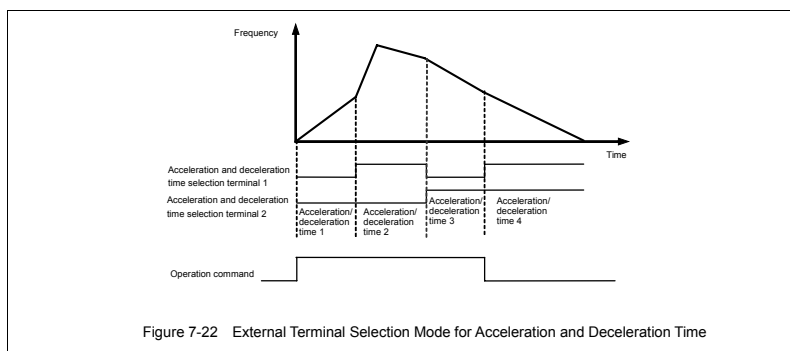 Frequency
Time
Acceleration and deceleration
time selection terminal 1
Acceleration and deceleration
time selection terminal 2
Acceleration/
deceleration
time 1
Acceleration/
deceleration
time 2
Acceleration/
deceleration
time 3
Acceleration/
deceleration
time 4
Operation command
Figure 7-22 External Terminal Selection Mode for Acceleration and Deceleration Time